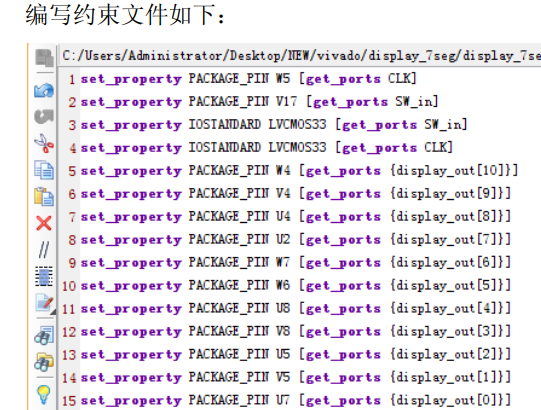 编写约束文件如下：
C:/Users/Administrator/Desktop/NEW/vivado/display_7seg/display_7se
1 set_property PACKAGE_PIN W5 [get_ports CLK]
2 set_property PACKAGE_PIN V17 [get_ports SW_in]
3 set_property IOSTANDARD LVCMOS33 [get_ports SW_in]
4 set_property IOSTANDARD LVCMOS33 [get_ports CLK]
5 set_property PACKAGE_PIN W4 [get_ports {display_out[10]}]
6 set_property PACKAGE_PIN V4 [get_ports {display_out[9]}]
7 set_property PACKAGE_PIN U4 [get_ports {display_out[8]}]
8 set_property PACKAGE_PIN U2 [get_ports {display_out[7]}]
9 set_property PACKAGE_PIN W7 [get_ports {display_out[6]}]
10 set_property PACKAGE_PIN W6 [get_ports {display_out[5]}]
11 set_property PACKAGE_PIN U8 [get_ports {display_out[4]}]
12 set_property PACKAGE_PIN V8 [get_ports {display_out[3]}]
13 set_property PACKAGE_PIN U5 [get_ports {display_out[2]}]
14 set_property PACKAGE_PIN V5 [get_ports {display_out[1]}]
15 set_property PACKAGE_PIN U7 [get_ports {display_out[0]}]